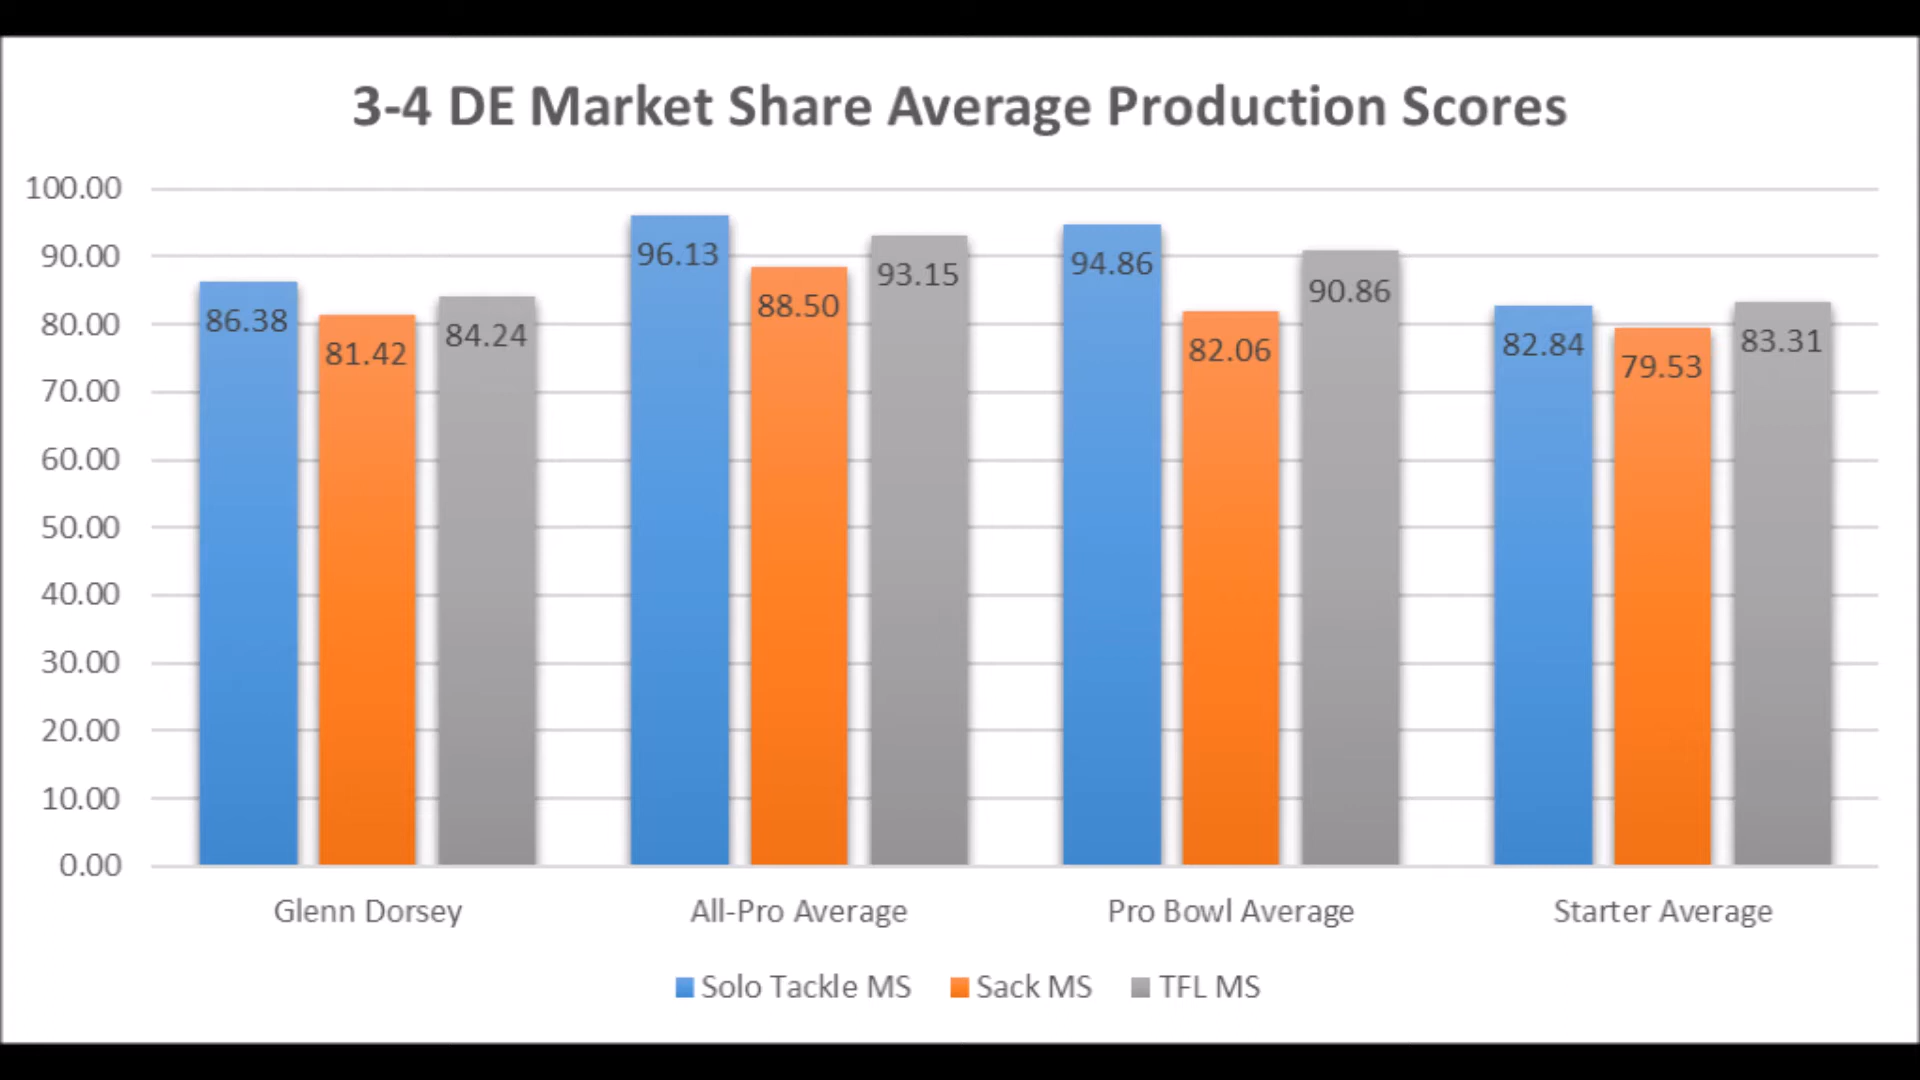 3-4 DE Market Share Average Production Scores
100.00
90.00
80.00
70.00
60.00
50.00
40.00
30.00
20.00
10.00
0.00
86.38
81.42
84.24
96.13
88.50
93.15
94.86
82.06
90.86
82.84
79.53
83.31
Glenn Dorsey
All-Pro Average
Pro Bowl Average
Starter Average
Solo Tackle MS
Sack MS
TFL MS